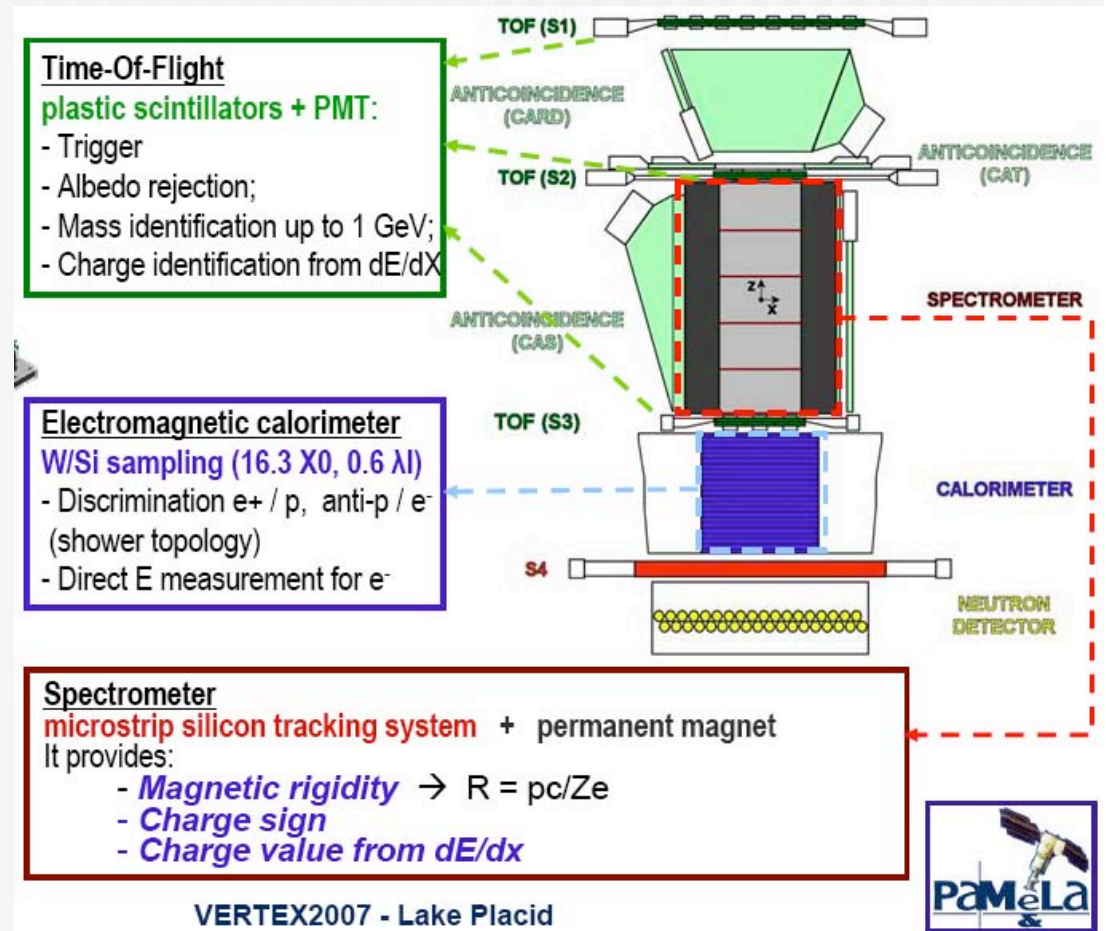 TOF (S1)
Time-Of-Flight
plastic scintillators + PMT:
- Trigger
- Albedo rejection;
- Mass identification up to 1 GeV;
- Charge identification from dE/dX
ANTICOINCIDENCE
(CARD)
ANTICOINCIDENCE
(CAT)
TOF (S2)
Z
X
SPECTROMETER
ANTICOINCIDENCE
(CAS)
TOF (S3)
Electromagnetic calorimeter
W/Si sampling (16.3 X0, 0.6 λI)
- Discrimination e+ / p, anti-p / e-
(shower topology)
- Direct E measurement for e-
CALORIMETER
S4
NEUTRON
DETECTOR
Spectrometer
microstrip silicon tracking system + permanent magnet
It provides:
- Magnetic rigidity → R = pc/Ze
- Charge sign
- Charge value from dE/dx
PaMeLa
&
VERTEX2007 - Lake Placid